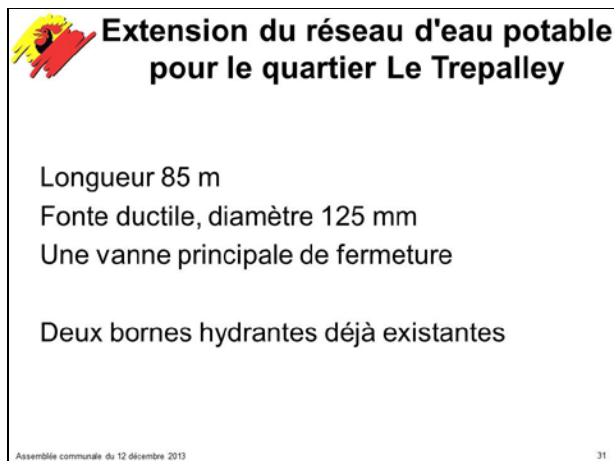 Extension du réseau d'eau potable
pour le quartier Le Trepalley
Longueur 85 m
Fonte ductile, diamètre 125 mm
Une vanne principale de fermeture
Deux bornes hydrantes déjà existantes
Assemblée communale du 12 décembre 2013
31